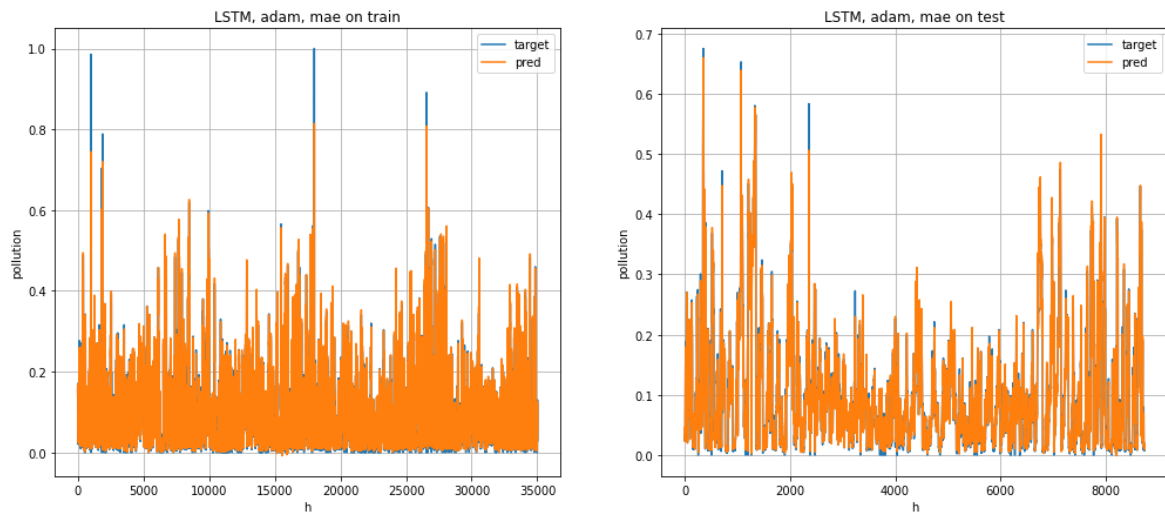 LSTM, adam, mae on train
target
pred
pollution
1.0
0.8
0.6
0.4
0.2
0.0
0
5000
10000
15000
20000
25000
30000
35000
h
LSTM, adam, mae on test
target
pred
pollution
0.7
0.6
0.5
0.4
0.3
0.2
0.1
0.0
0
2000
4000
6000
8000
h